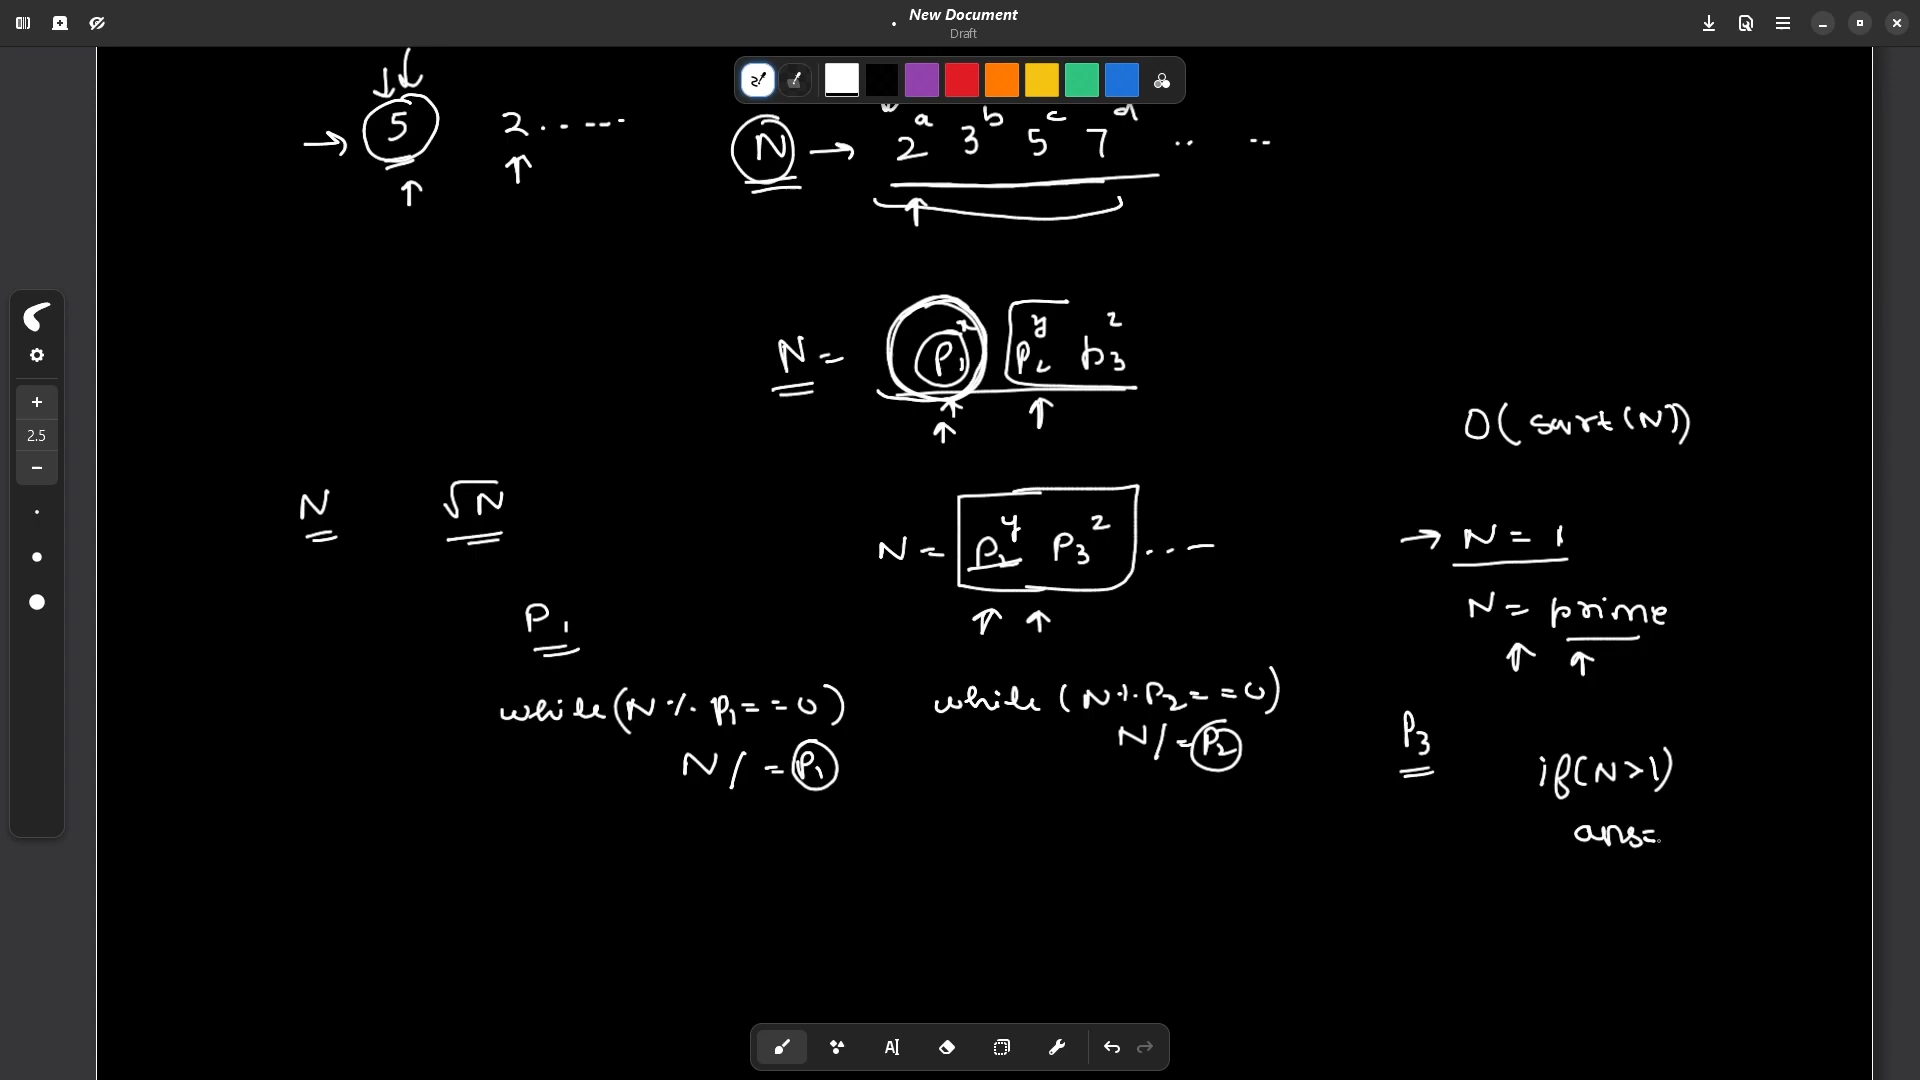 New Document
Draft
5 2 ..----
N → 2^a 3^b 5^c 7^d .. ..
N = P₁^x P₂^y P₃^z
O( sqrt(N))
N √N
N = P₂^y P₃^z ..--
→ N = 1
P₁
N = prime
while(N % P₁ == 0)
N /= P₁
while (N % P₂ == 0)
N /= P₂
P₃
if(N>1)
ans=
+
2.5
−
AI